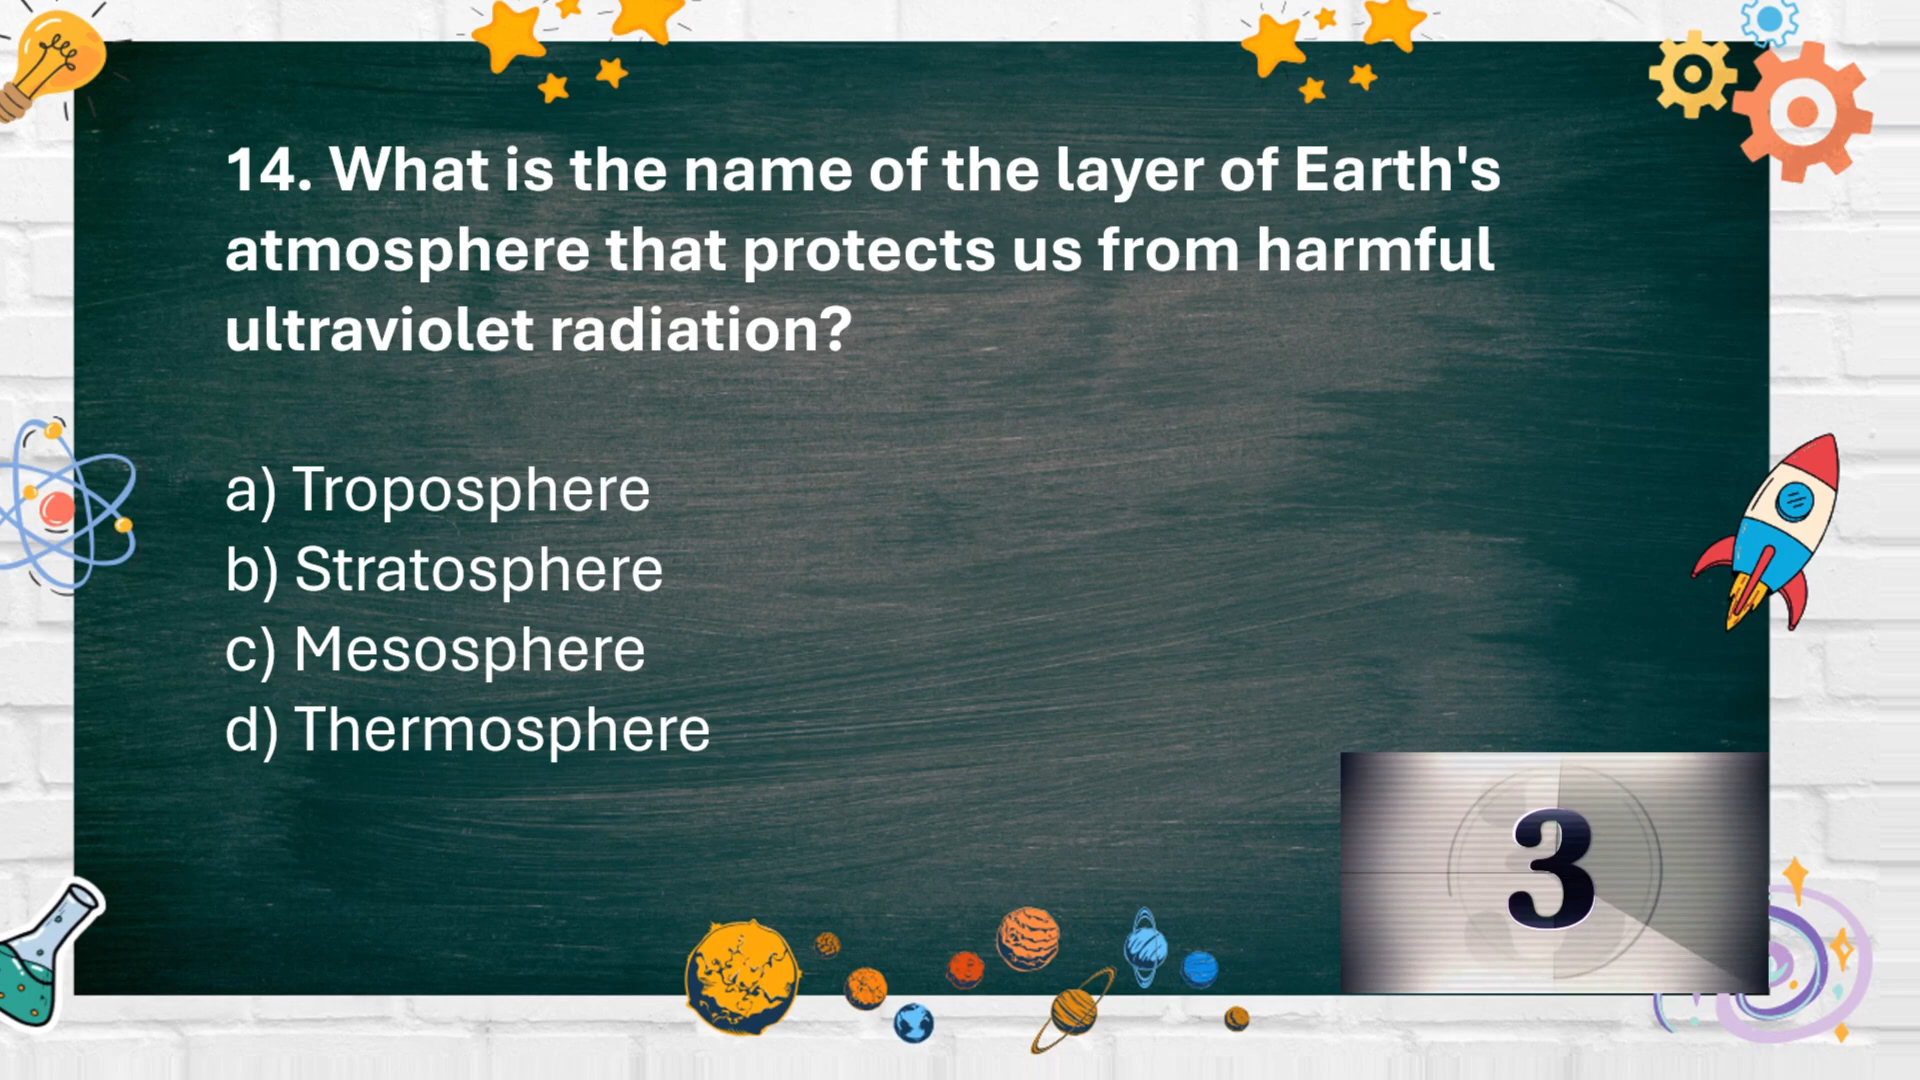 14. What is the name of the layer of Earth's
atmosphere that protects us from harmful
ultraviolet radiation?
a) Troposphere
b) Stratosphere
c) Mesosphere
d) Thermosphere
3